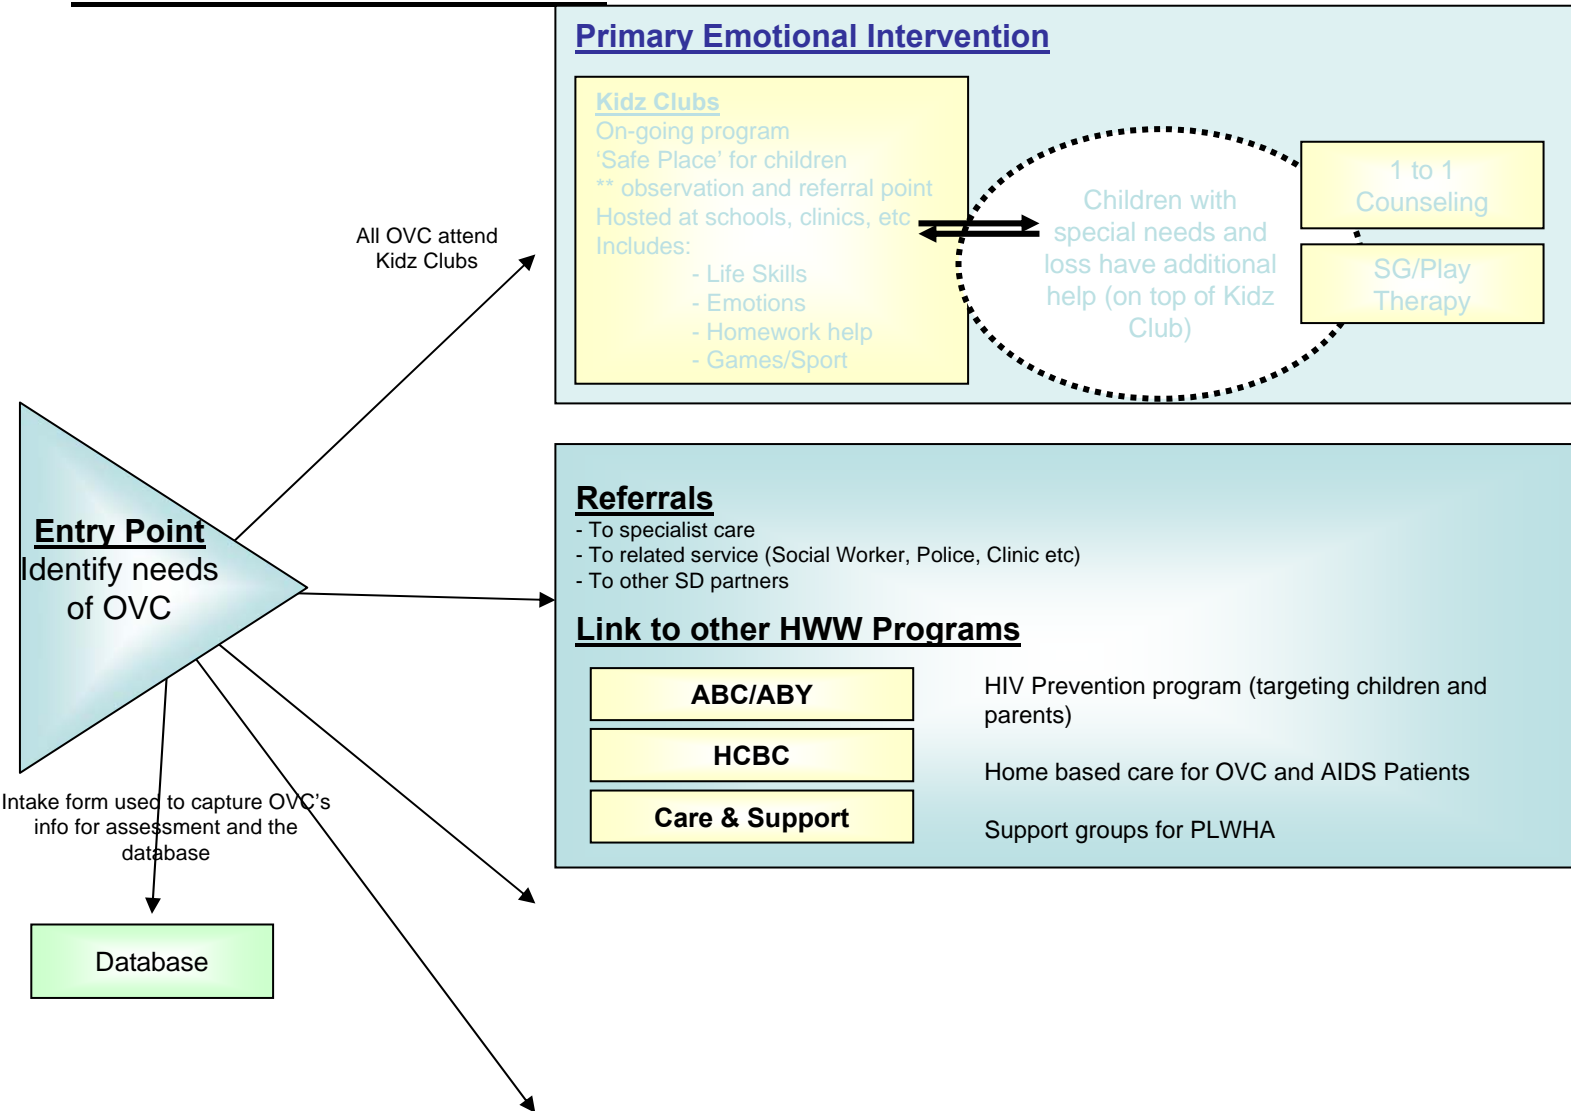 Primary Emotional Intervention
Kidz Clubs
On-going program
‘Safe Place’ for children
** observation and referral point
Hosted at schools, clinics, etc
Includes:
- Life Skills
- Emotions
- Homework help
- Games/Sport
Children with
special needs and
loss have additional
help (on top of Kidz
Club)
1 to 1
Counseling
SG/Play
Therapy
All OVC attend
Kidz Clubs
Entry Point
Identify needs
of OVC
Referrals
- To specialist care
- To related service (Social Worker, Police, Clinic etc)
- To other SD partners
Link to other HWW Programs
ABC/ABY
HIV Prevention program (targeting children and
parents)
HCBC
Home based care for OVC and AIDS Patients
Care & Support
Support groups for PLWHA
Intake form used to capture OVC’s
info for assessment and the
database
Database